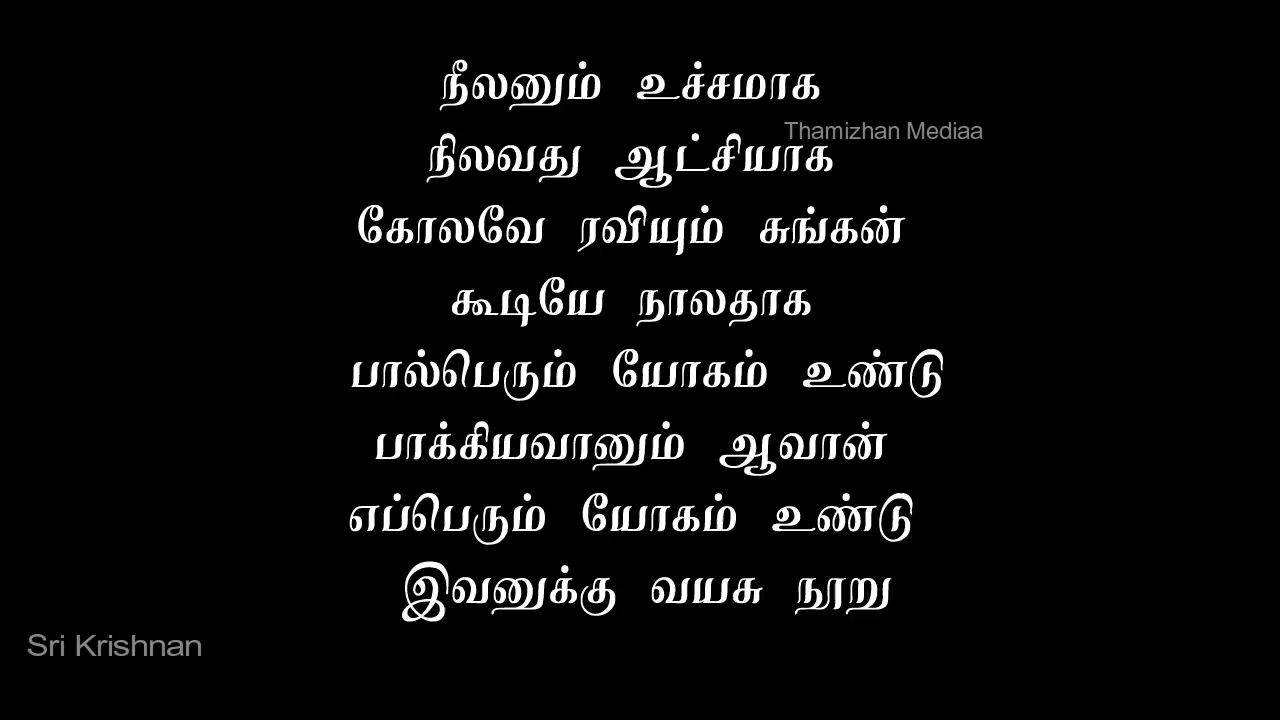 நீலனும் உச்சமாக
Thamizhan Mediaa
நிலவது ஆட்சியாக
கோலவே ரவியும் சுங்கன்
கூடியே நாலதாக
பால்பெரும் யோகம் உண்டு
பாக்கியவானும் ஆவான்
எப்பெரும் யோகம் உண்டு
இவனுக்கு வயசு நூறு
Sri Krishnan